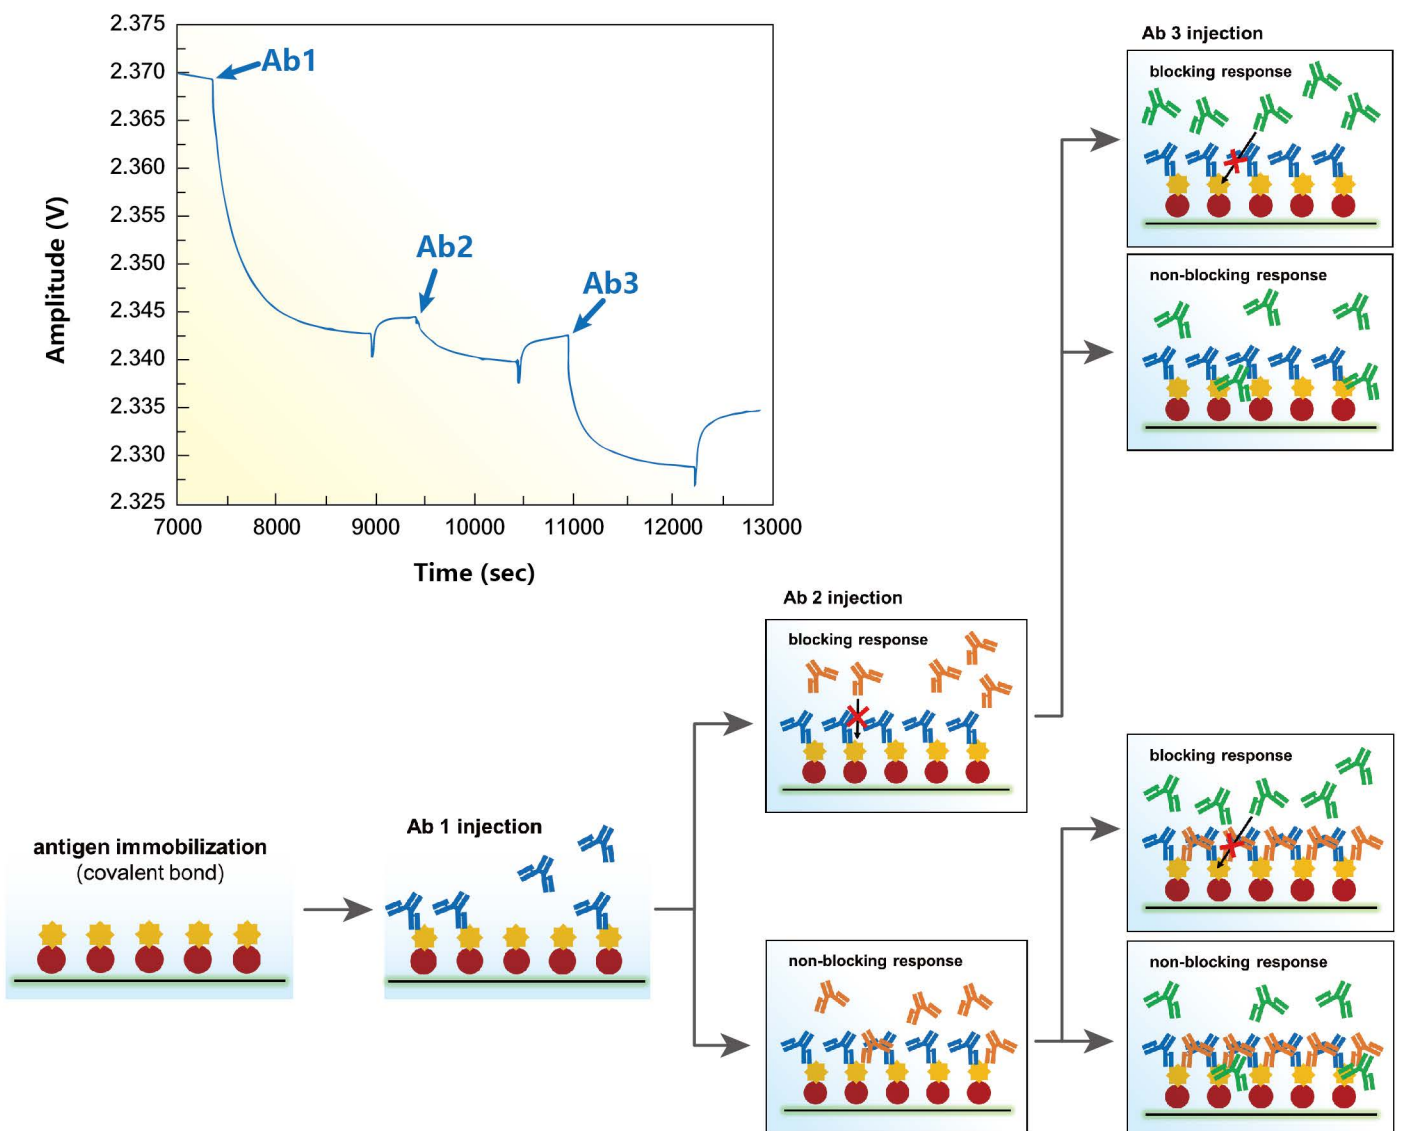 2.375
2.370
2.365
2.360
2.355
2.350
2.345
2.340
2.335
2.330
2.325
Amplitude (V)
7000 8000 9000 10000 11000 12000 13000
Time (sec)
Ab1
Ab2
Ab3
antigen immobilization
(covalent bond)
Ab 1 injection
Ab 2 injection
blocking response
non-blocking response
Ab 3 injection
blocking response
non-blocking response
blocking response
non-blocking response